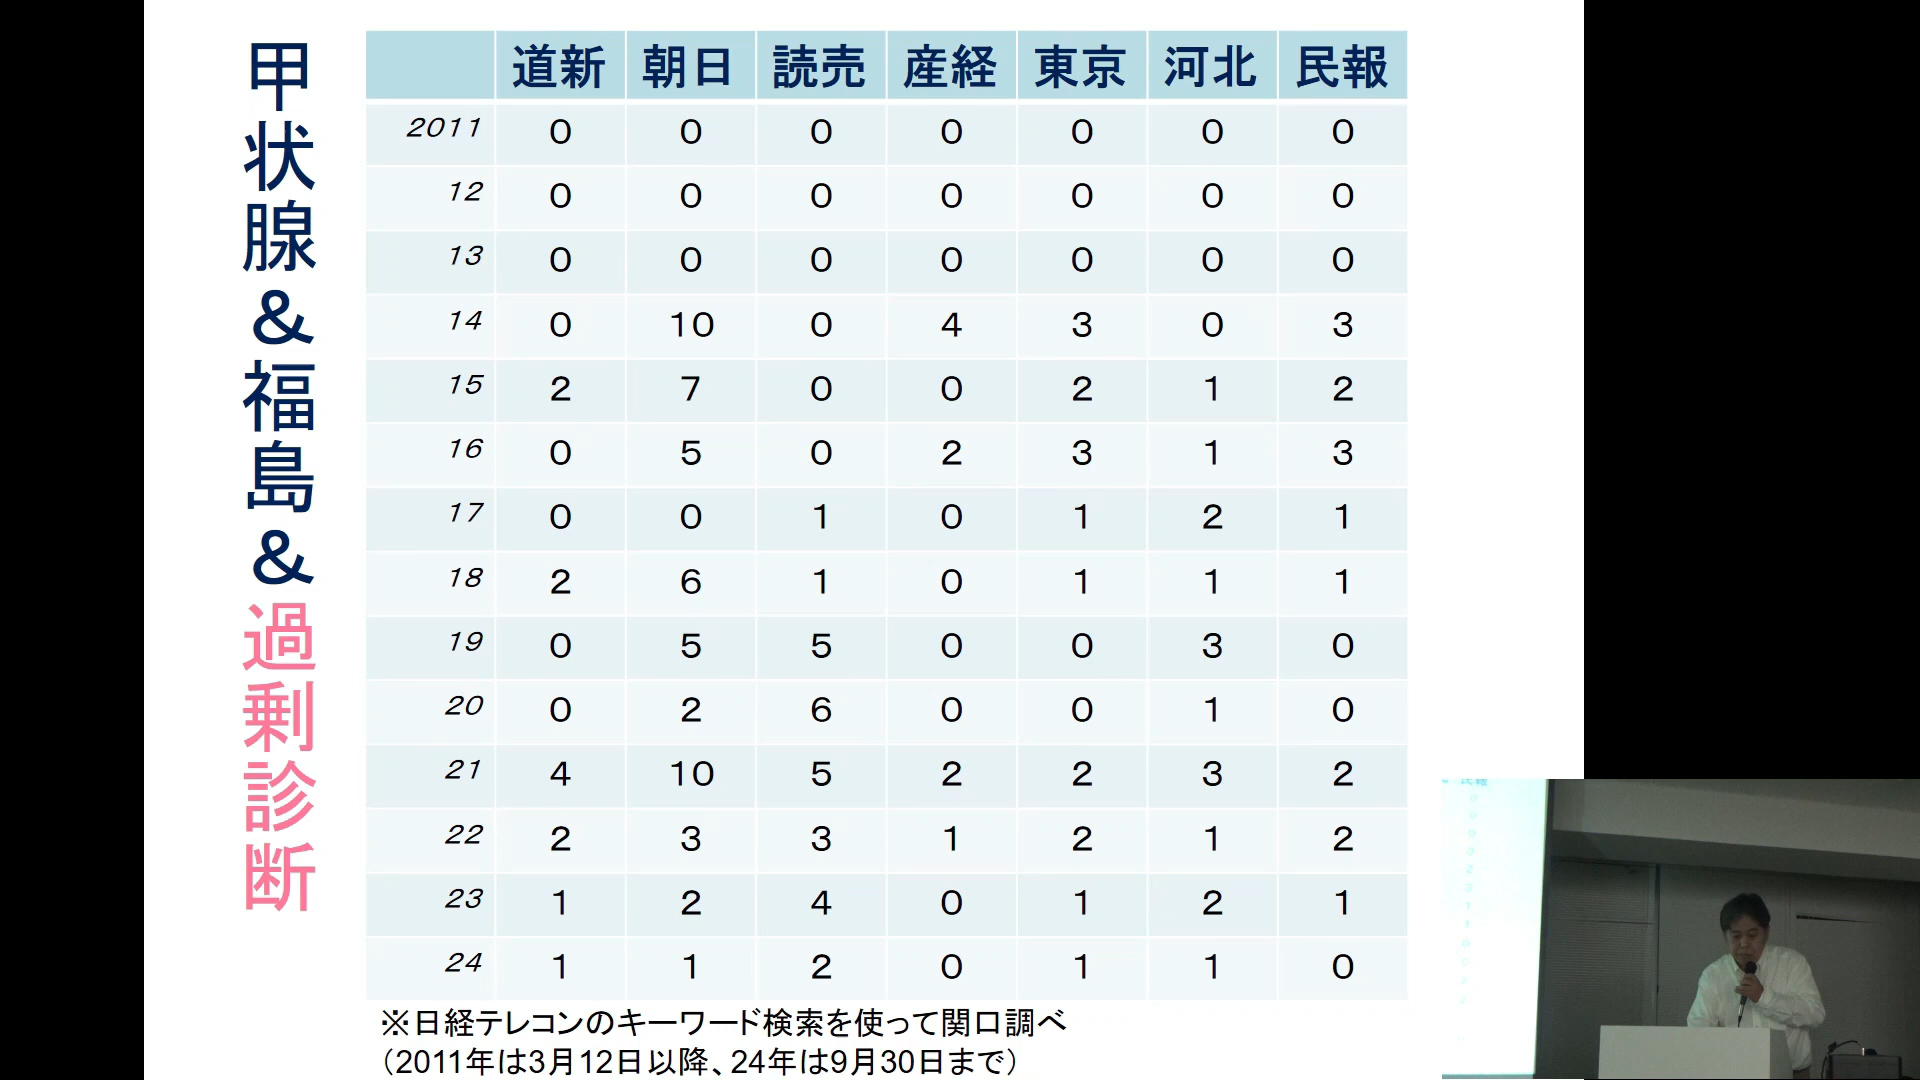 甲状腺&福島&過剰診断
道新 朝日 読売 産経 東京 河北 民報
2011 0 0 0 0 0 0 0
12 0 0 0 0 0 0 0
13 0 0 0 0 0 0 0
14 0 10 0 4 3 0 3
15 2 7 0 0 2 1 2
16 0 5 0 2 3 1 3
17 0 0 1 0 1 2 1
18 2 6 1 0 1 1 1
19 0 5 5 0 0 3 0
20 0 2 6 0 0 1 0
21 4 10 5 2 2 3 2
22 2 3 3 1 2 1 2
23 1 2 4 0 1 2 1
24 1 1 2 0 1 1 0
※日経テレコンのキーワード検索を使って関口調べ
（2011年は3月12日以降、24年は9月30日まで）
民報